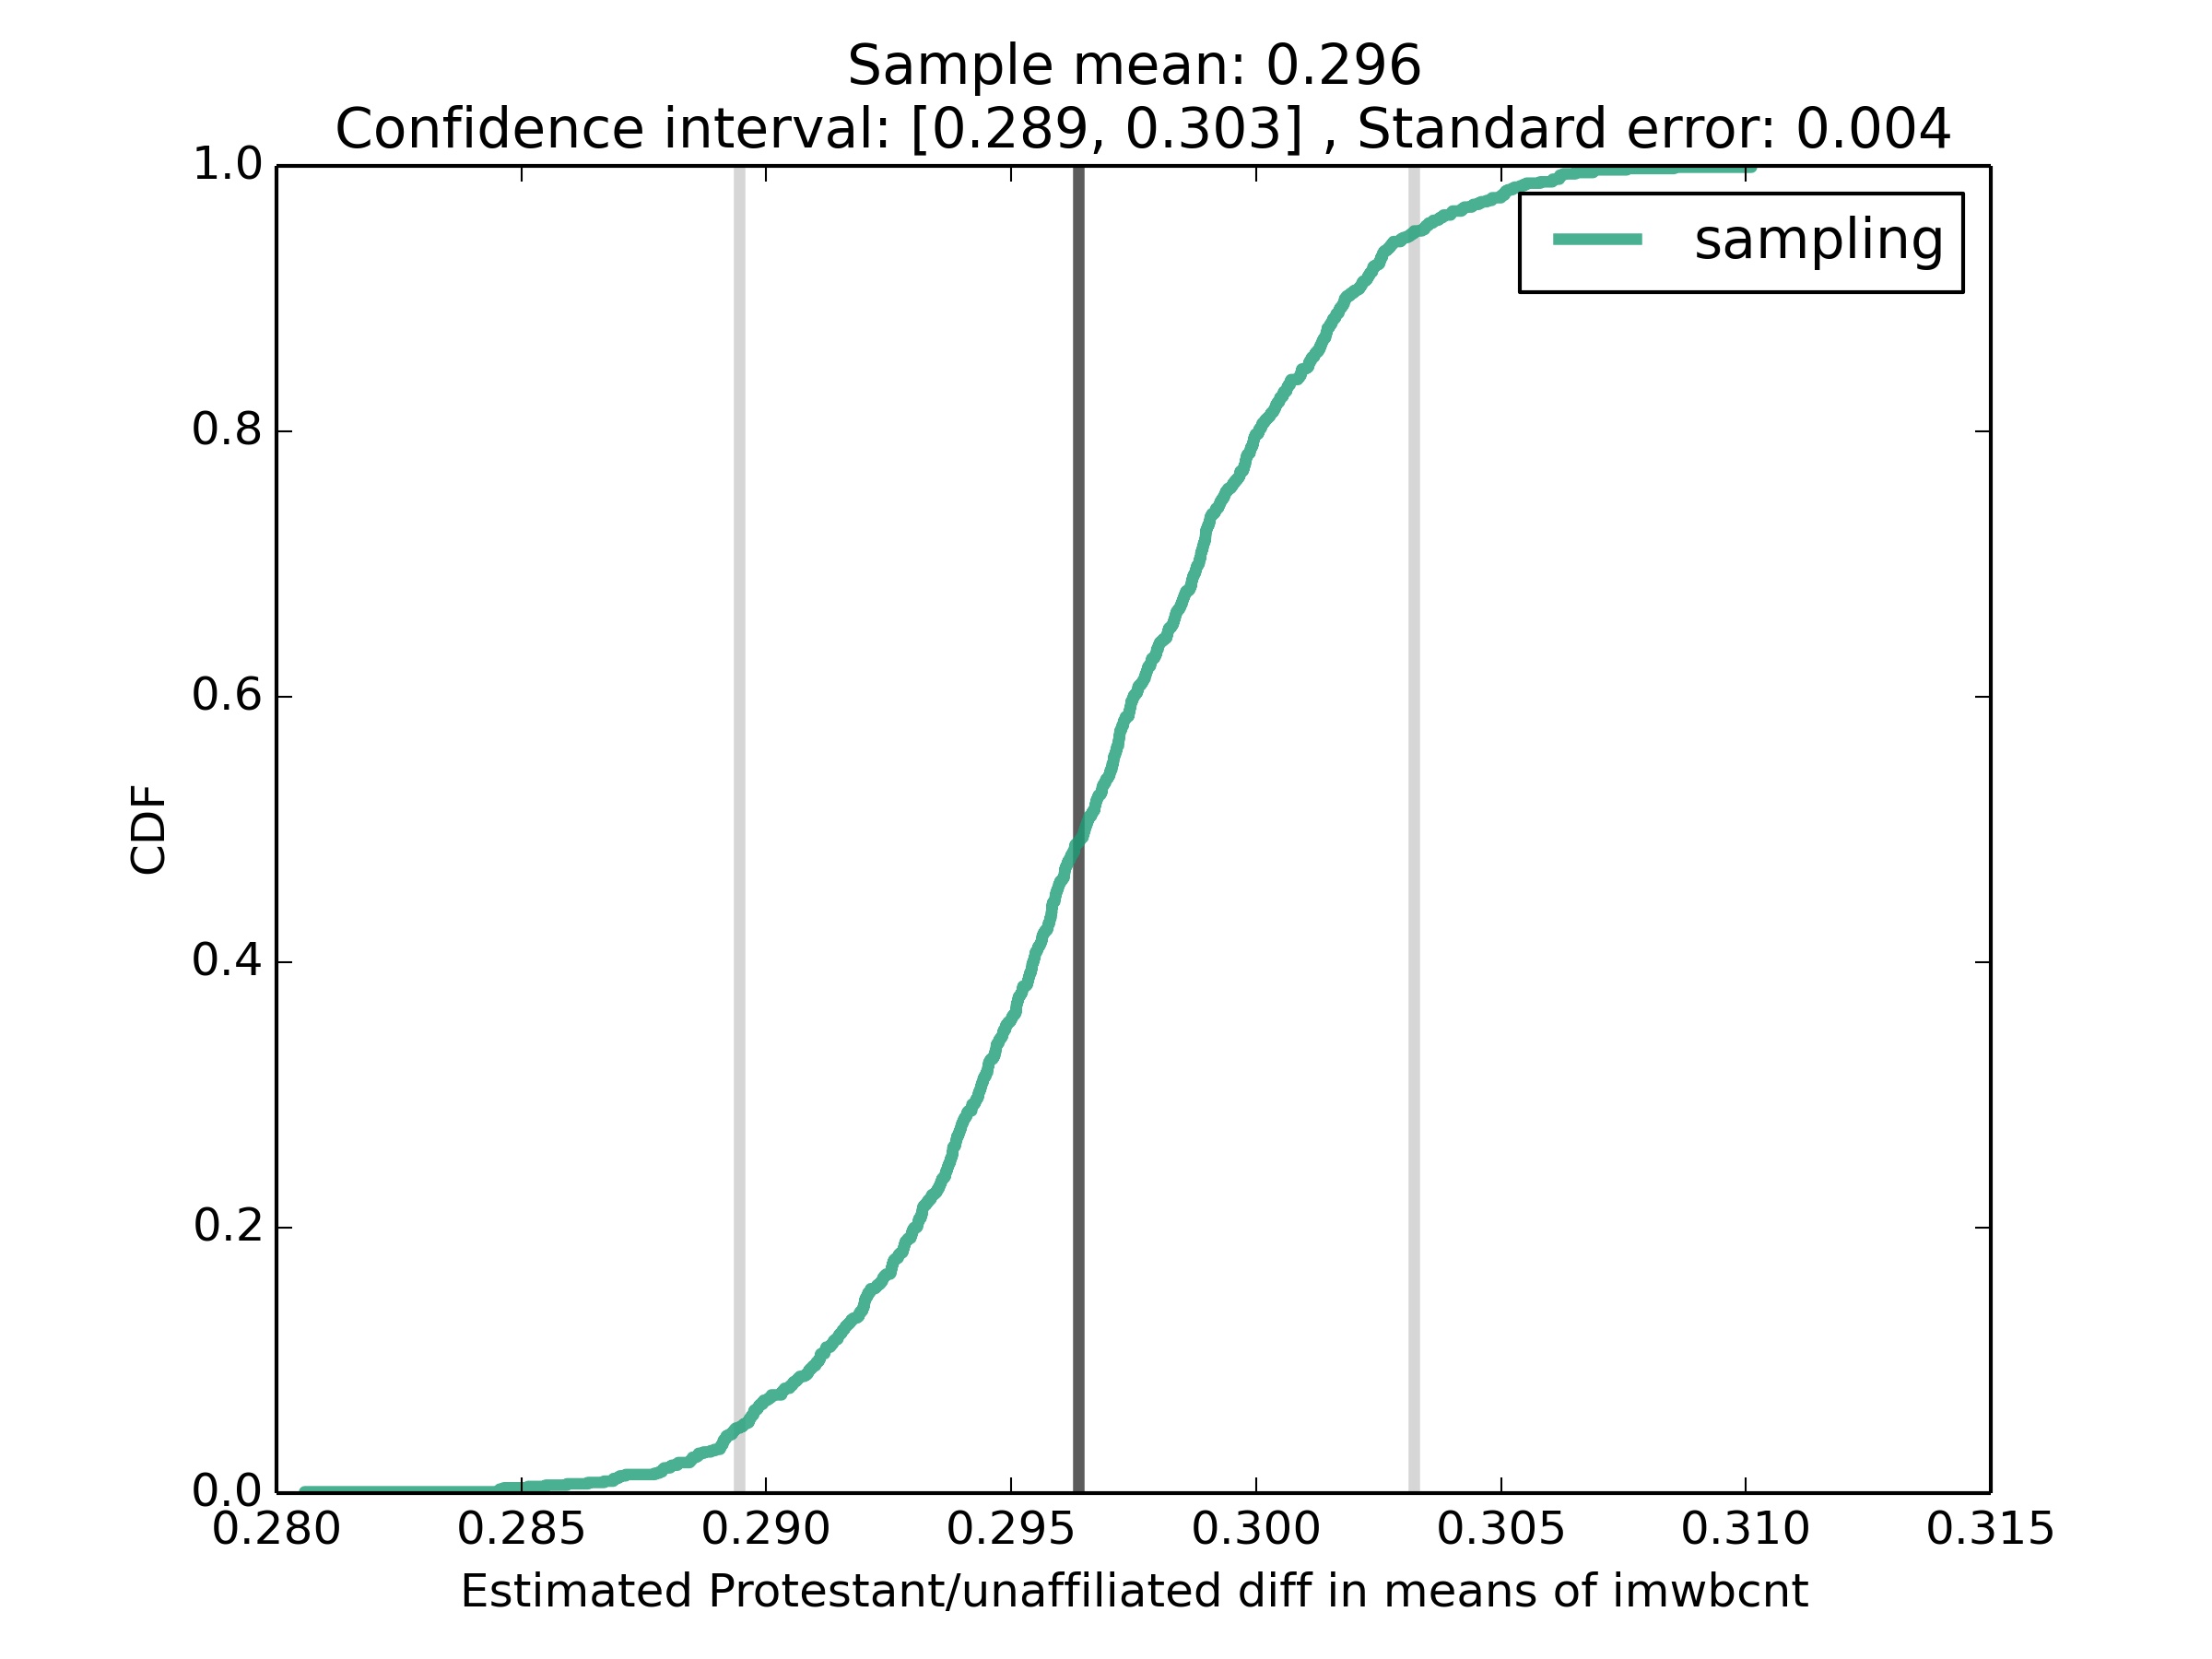 Sample mean: 0.296
Confidence interval: [0.289, 0.303] , Standard error: 0.004
1.0
sampling
0.8
0.6
CDF
0.4
0.2
0.0
0.280 0.285 0.290 0.295 0.300 0.305 0.310 0.315
Estimated Protestant/unaffiliated diff in means of imwbcnt